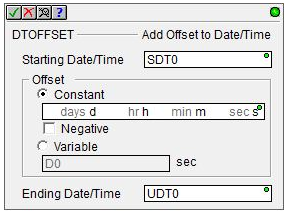 DTOFFSET Add Offset to Date/Time
Starting Date/Time SDT0
Offset
Constant
days d hr h min m sec s
Negative
Variable
D0 sec
Ending Date/Time UDT0